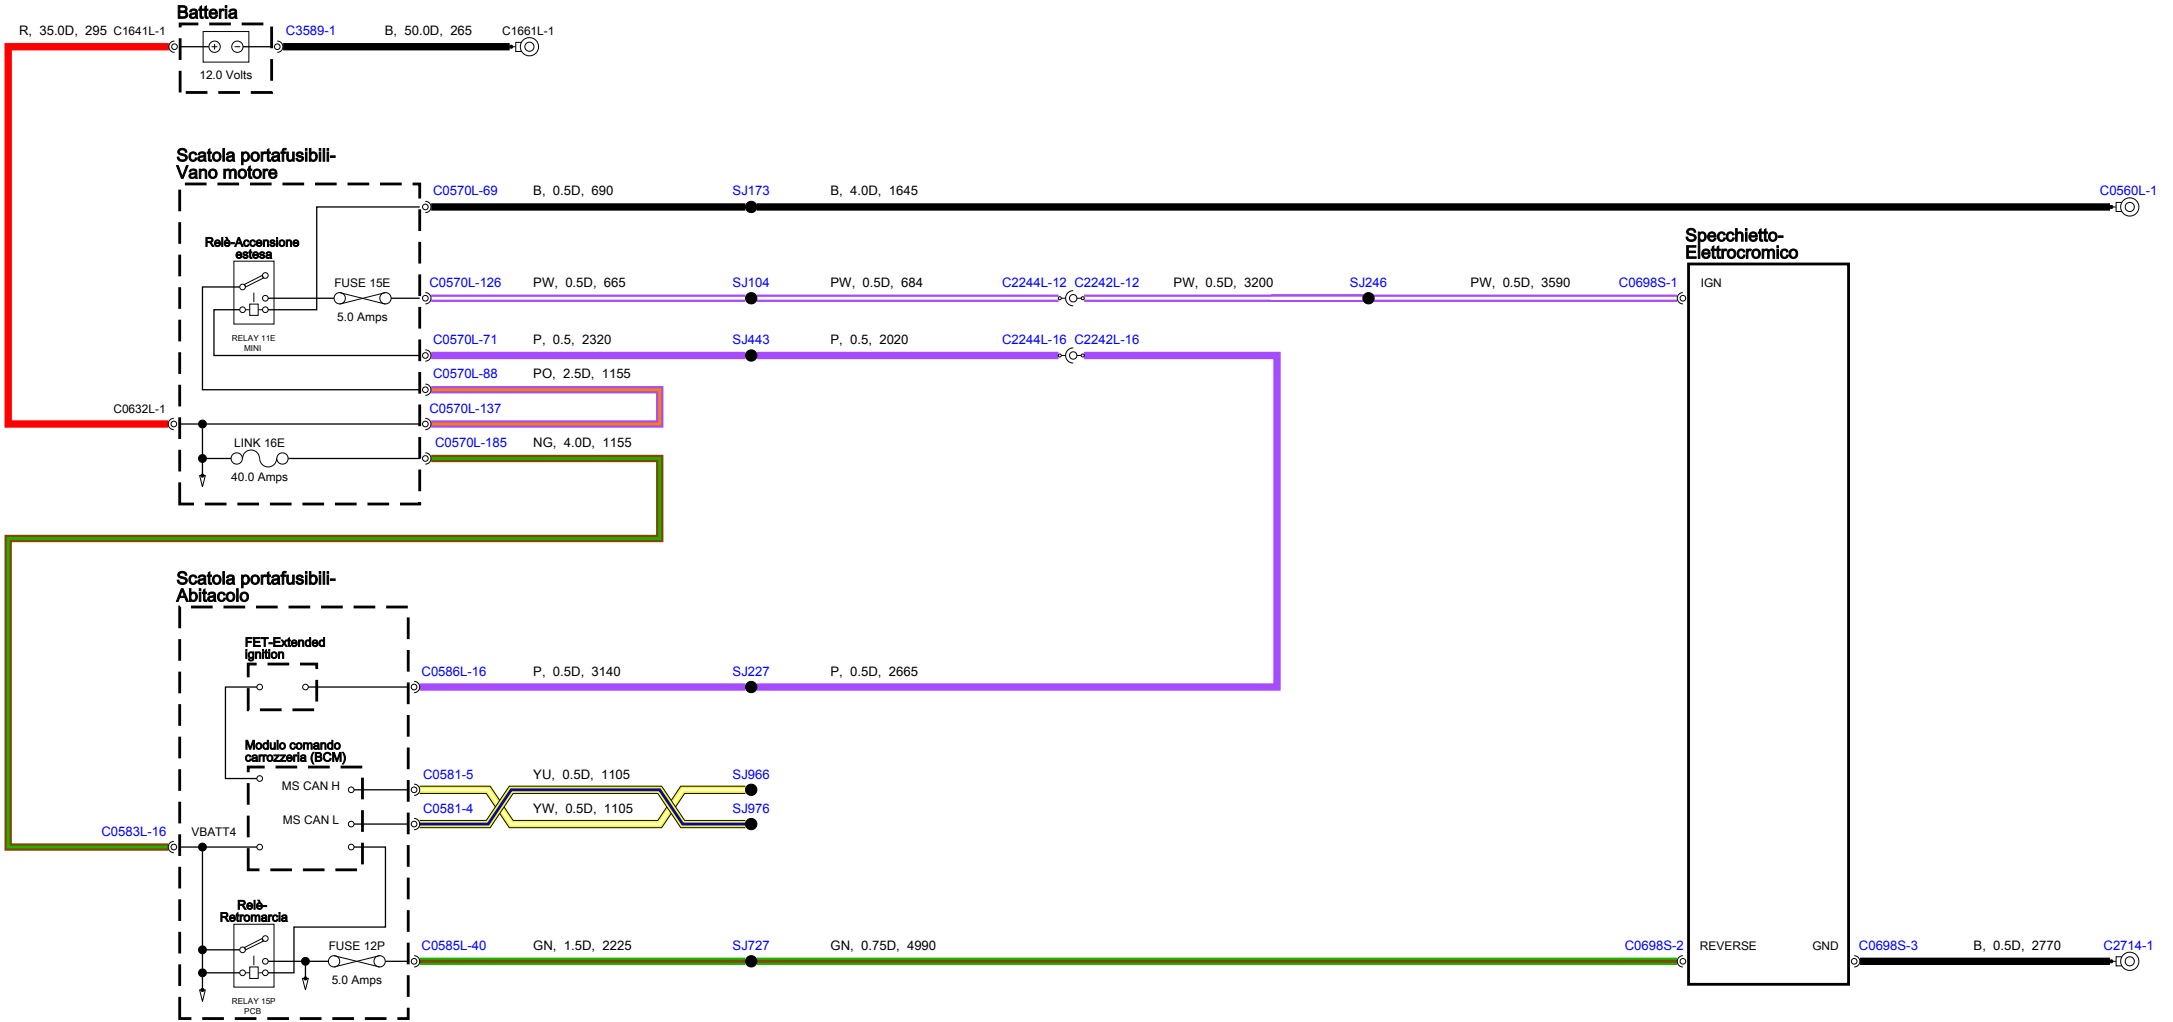 Batteria
R, 35.0D, 295 C1641L-1
C3589-1 B, 50.0D, 265 C1661L-1
12.0 Volts
Scatola portafusibili-
Vano motore
C0570L-69 B, 0.5D, 690 SJ173 B, 4.0D, 1645 C0560L-1
Relè-Accensione
estesa
Specchietto-
Elettrocromico
FUSE 15E
5.0 Amps
C0570L-126 PW, 0.5D, 665 SJ104 PW, 0.5D, 684 C2244L-12 C2242L-12 PW, 0.5D, 3200 SJ246 PW, 0.5D, 3590 C0698S-1 IGN
RELAY 11E
MINI
C0570L-71 P, 0.5, 2320 SJ443 P, 0.5, 2020 C2244L-16 C2242L-16
C0570L-88 PO, 2.5D, 1155
C0632L-1
C0570L-137
LINK 16E
40.0 Amps
C0570L-185 NG, 4.0D, 1155
Scatola portafusibili-
Abitacolo
FET-Extended
ignition
C0586L-16 P, 0.5D, 3140 SJ227 P, 0.5D, 2665
Modulo comando
carrozzeria (BCM)
MS CAN H C0581-5 YU, 0.5D, 1105 SJ966
MS CAN L C0581-4 YW, 0.5D, 1105 SJ976
C0583L-16 VBATT4
Relè-
Retromarcia
FUSE 12P
5.0 Amps
C0585L-40 GN, 1.5D, 2225 SJ727 GN, 0.75D, 4990 C0698S-2 REVERSE GND C0698S-3 B, 0.5D, 2770 C2714-1
RELAY 15P
PCB